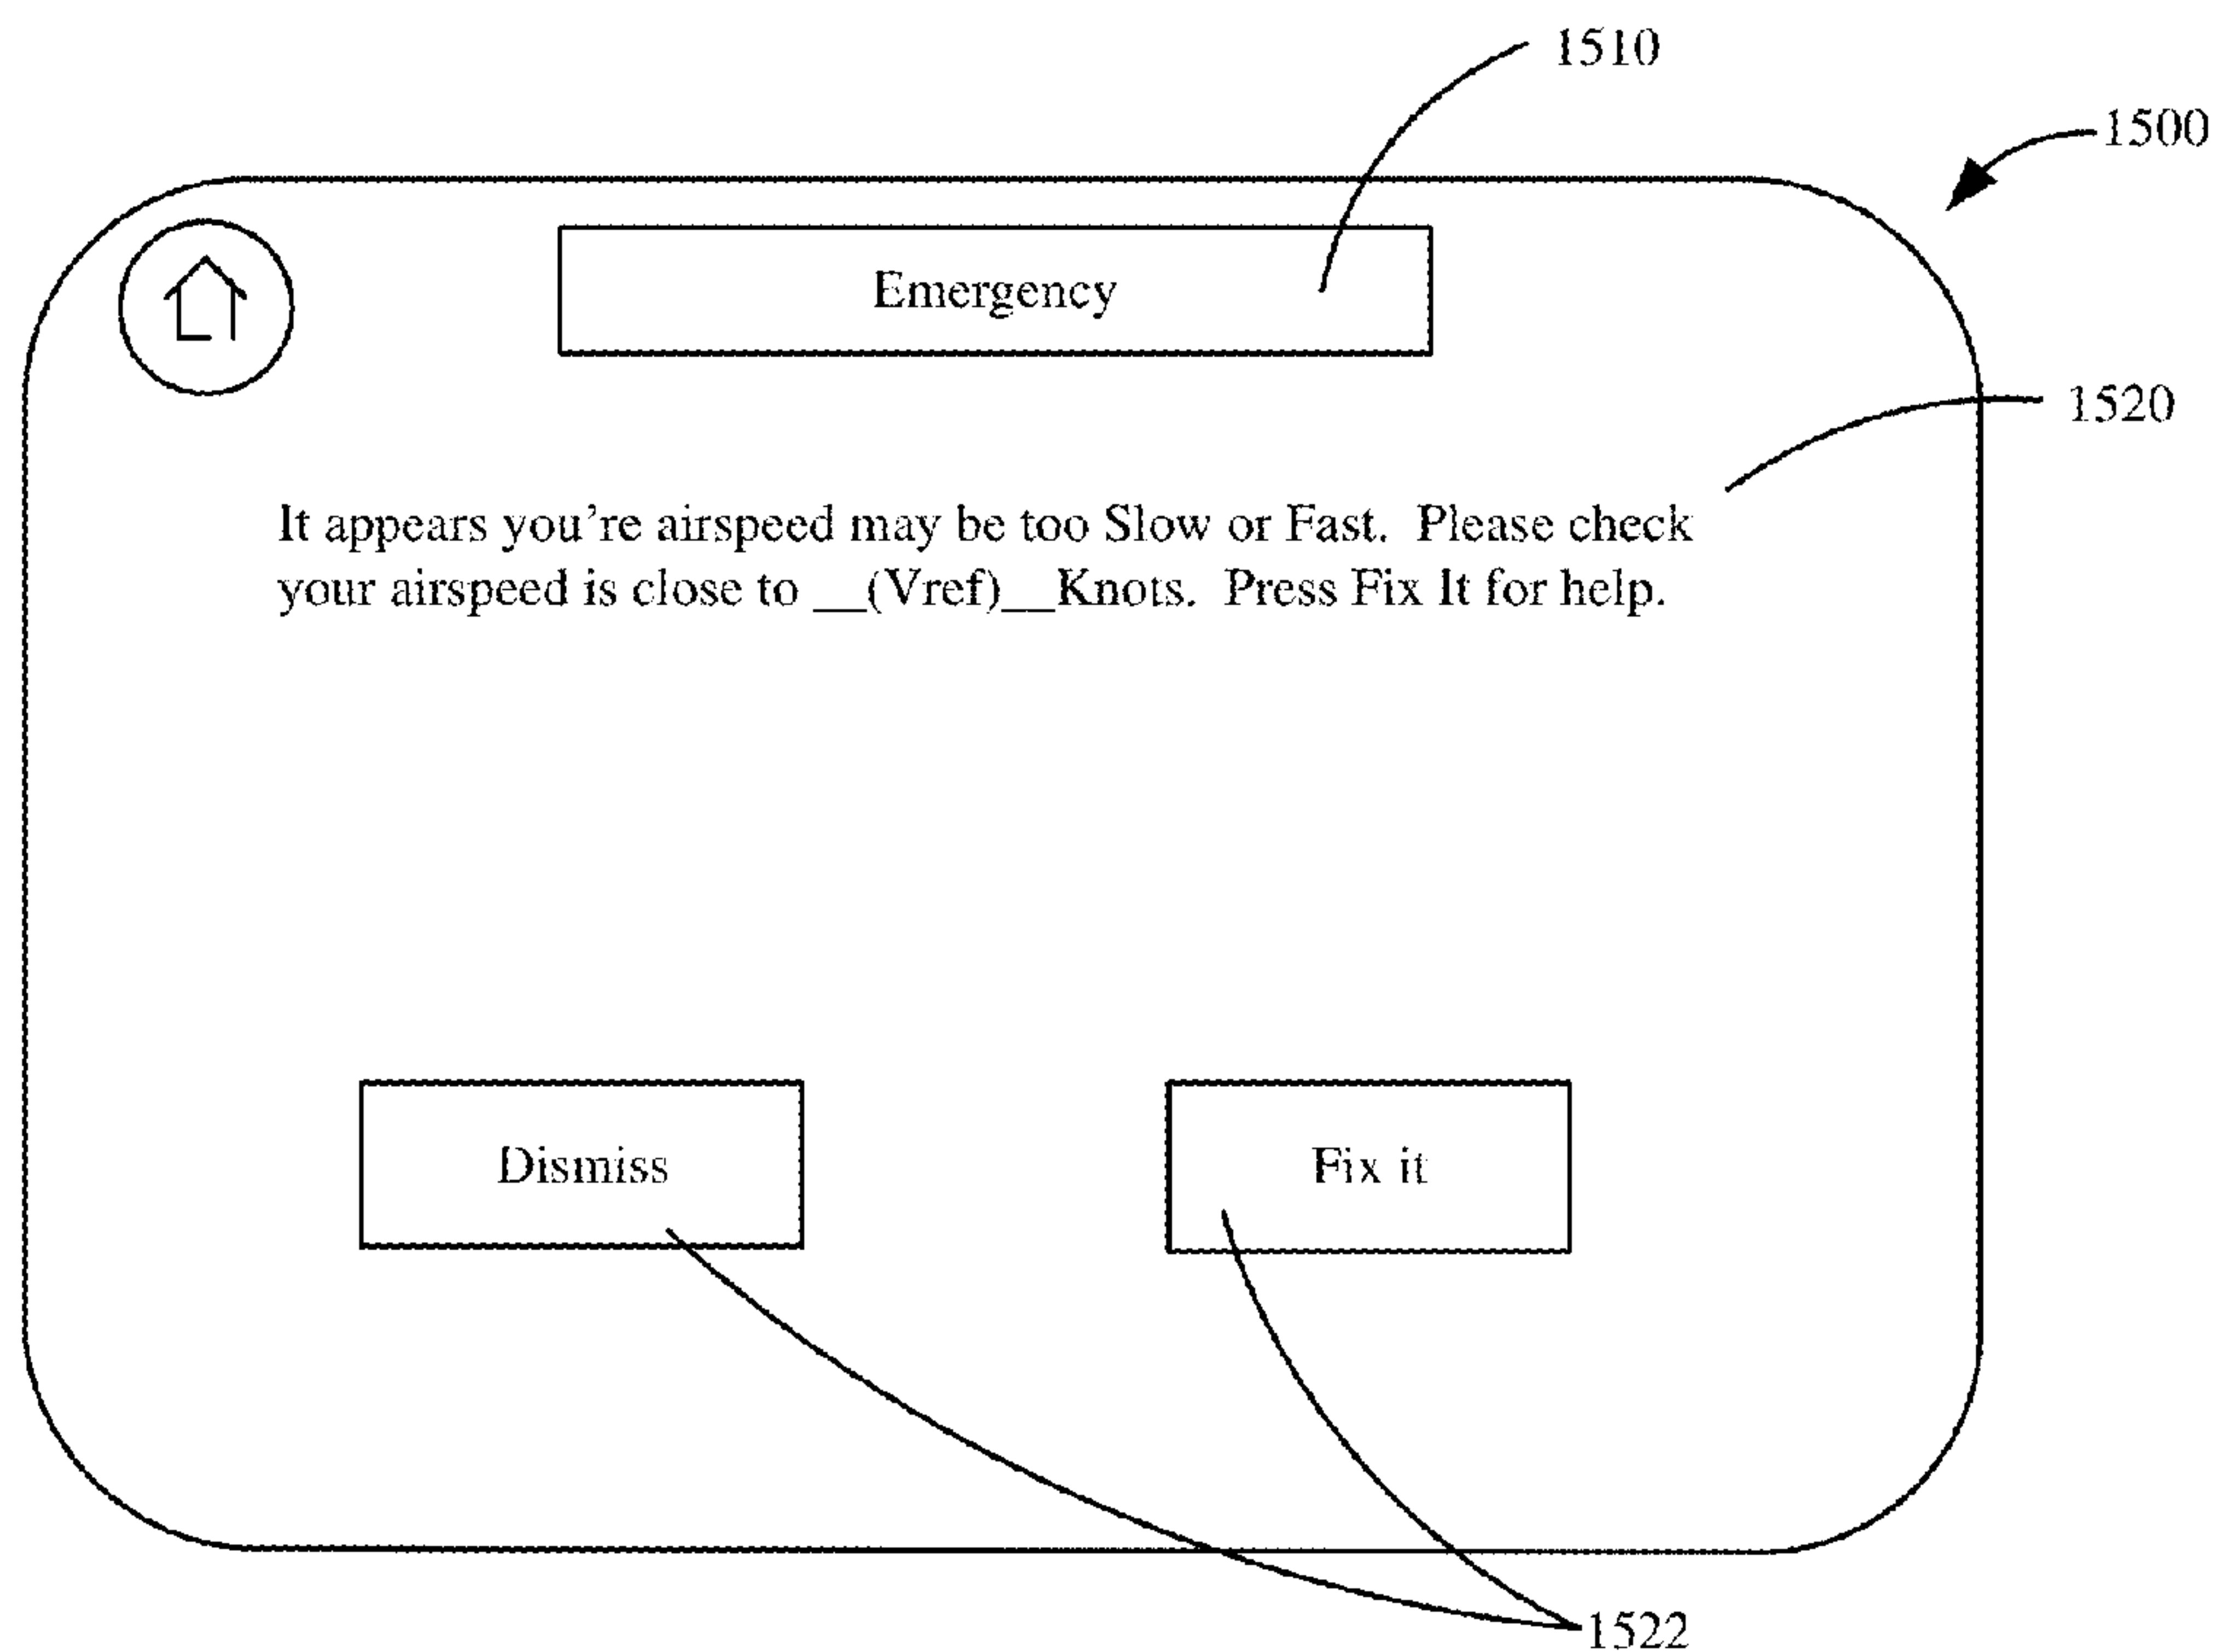 1510
1500
Emergency
1520
It appears you're airspeed may be too Slow or Fast. Please check
your airspeed is close to __(Vref)__Knots. Press Fix It for help.
Dismiss
Fix it
1522